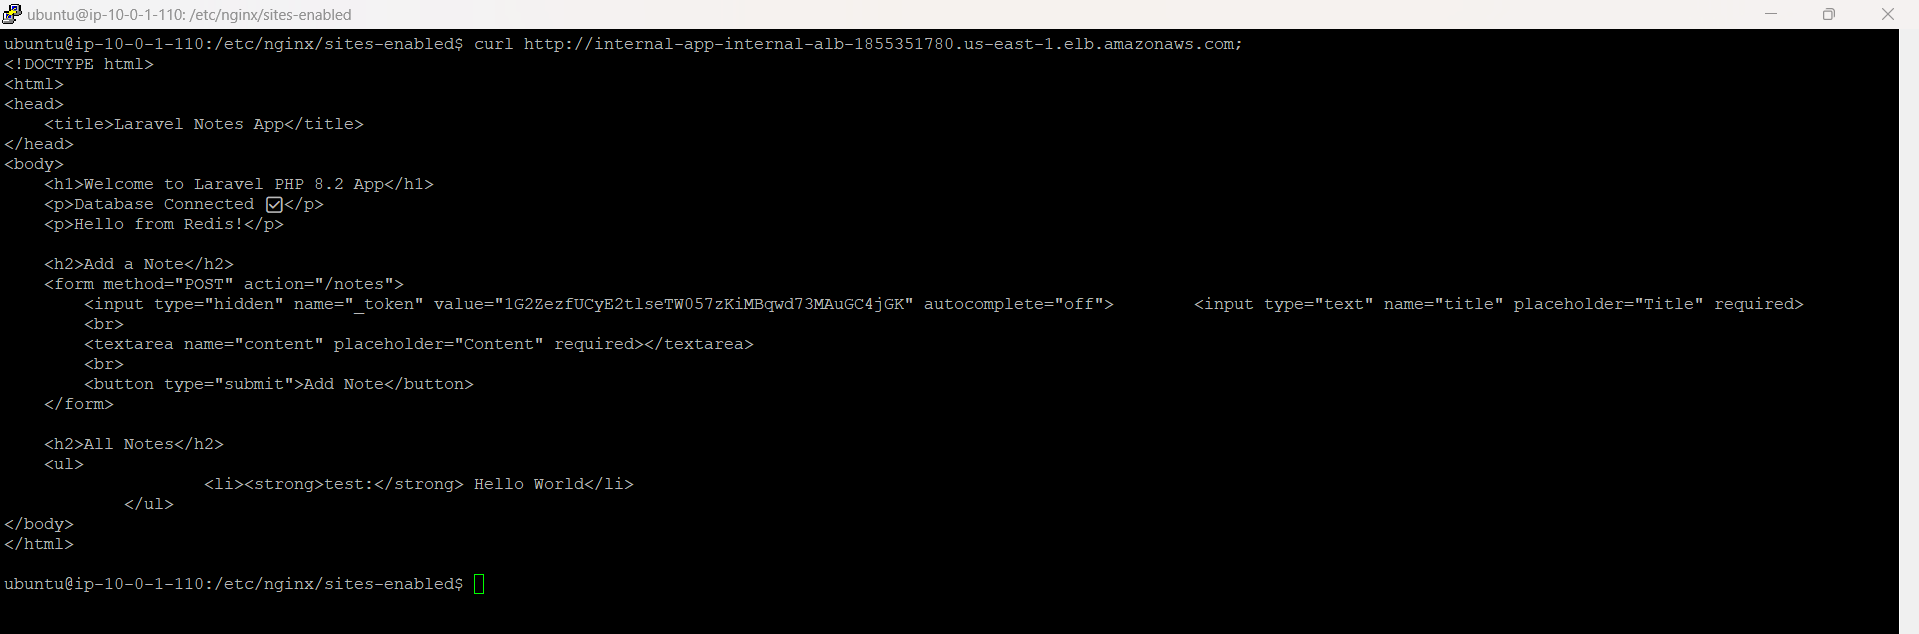 ubuntu@ip-10-0-1-110: /etc/nginx/sites-enabled
ubuntu@ip-10-0-1-110:/etc/nginx/sites-enabled$ curl http://internal-app-internal-alb-1855351780.us-east-1.elb.amazonaws.com;
<!DOCTYPE html>
<html>
<head>
    <title>Laravel Notes App</title>
</head>
<body>
    <h1>Welcome to Laravel PHP 8.2 App</h1>
    <p>Database Connected ☑</p>
    <p>Hello from Redis!</p>
    <h2>Add a Note</h2>
    <form method="POST" action="/notes">
        <input type="hidden" name="_token" value="1G2ZezfUCyE2tlseTW057zKiMBqwd73MAuGC4jGK" autocomplete="off">        <input type="text" name="title" placeholder="Title" required>
        <br>
        <textarea name="content" placeholder="Content" required></textarea>
        <br>
        <button type="submit">Add Note</button>
    </form>
    <h2>All Notes</h2>
    <ul>
                    <li><strong>test:</strong> Hello World</li>
            </ul>
</body>
</html>
ubuntu@ip-10-0-1-110:/etc/nginx/sites-enabled$